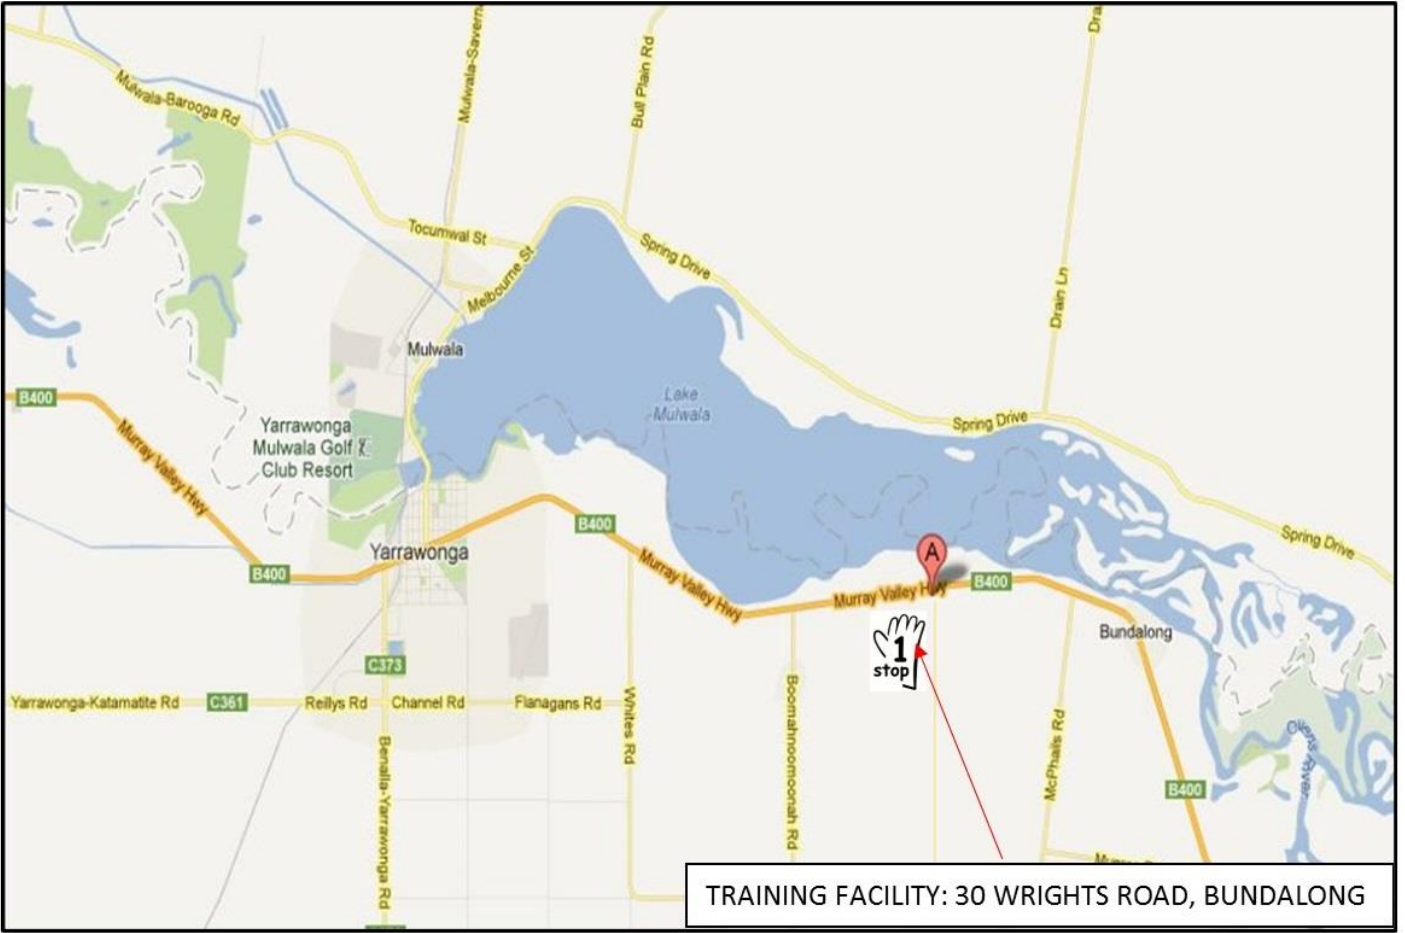 Mulwala-Savern
Dra
Bull Plain Rd
Mulwala-Barooga Rd
Tocumwal St
Spring Drive
Melbourne St
Drain Ln
Mulwala
B400
Lake
Mulwala
Spring Drive
Yarrawonga
Mulwala Golf
Club Resort
Murray Valley Hwy
B400
Spring Drive
Yarrawonga
A
B400
Murray Valley Hwy
B400
Murray Valley Hwy
Bundalong
1
stop
C373
Yarrawonga-Katamatite Rd
C361
Reillys Rd
Channel Rd
Flanagans Rd
Whites Rd
Boomahnoomoonah Rd
McPhails Rd
Ovens River
B400
Benalla-Yarrawonga Rd
TRAINING FACILITY: 30 WRIGHTS ROAD, BUNDALONG